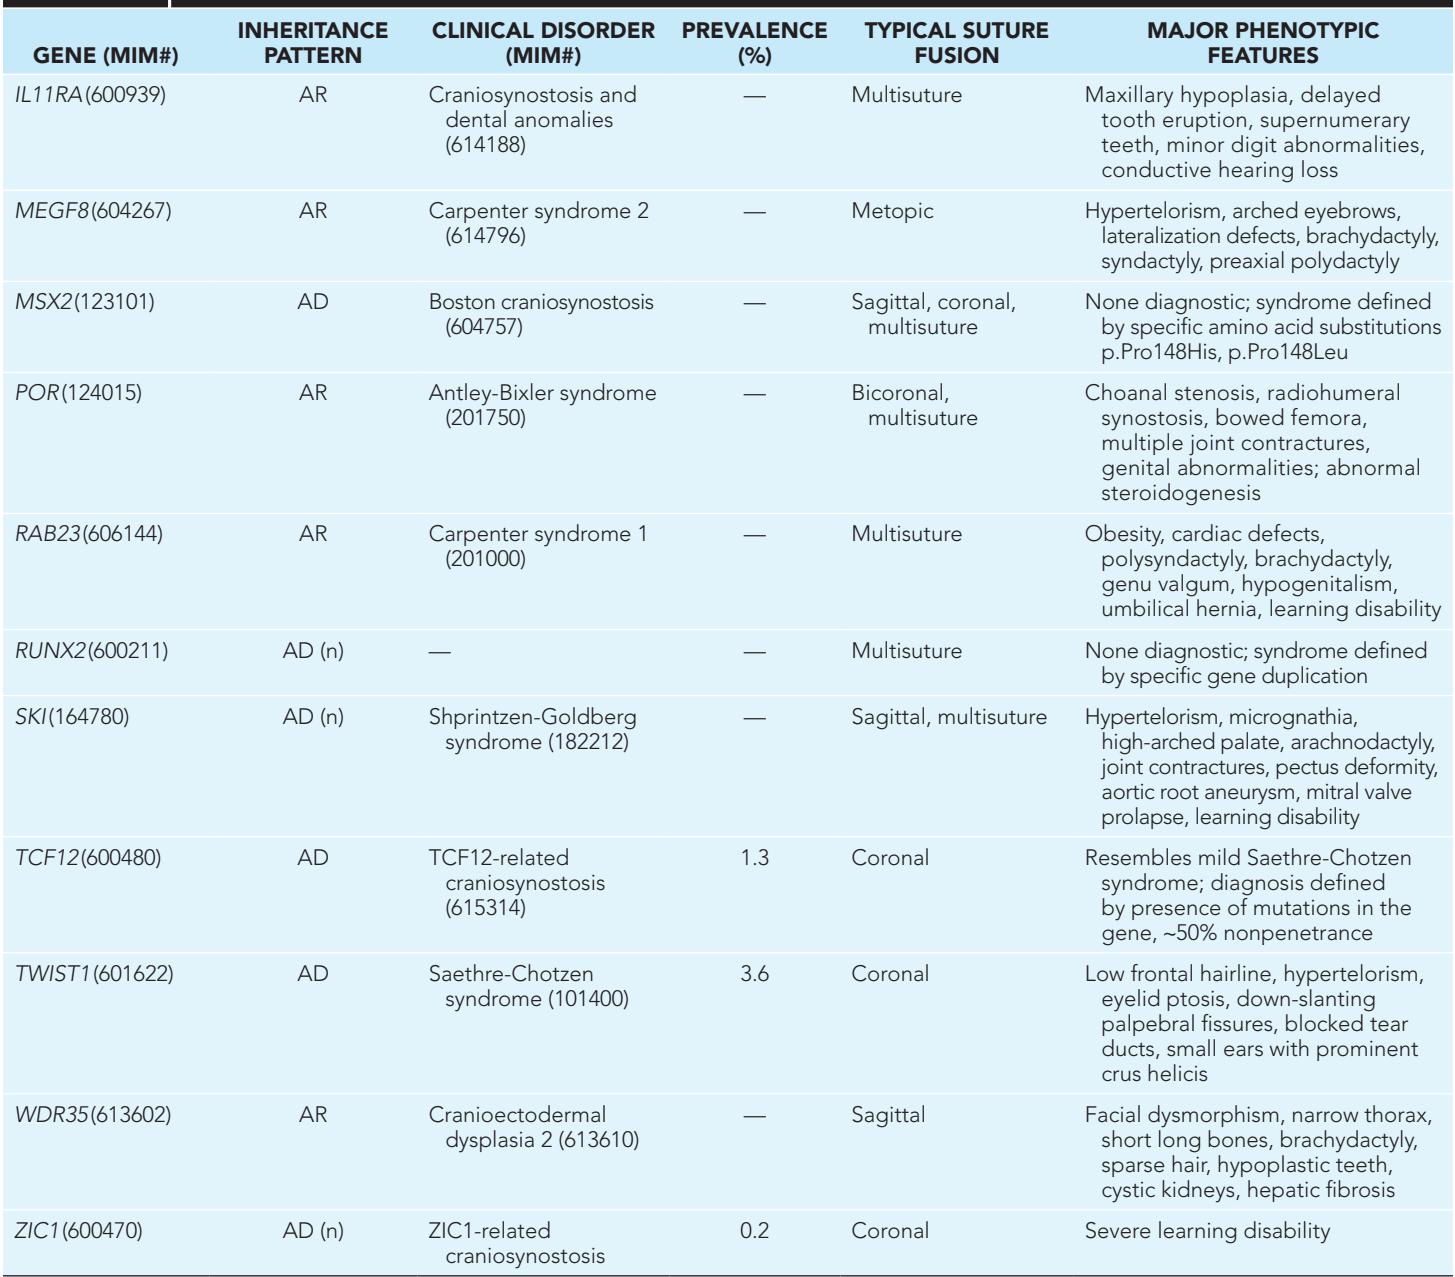 GENE (MIM#) INHERITANCE PATTERN CLINICAL DISORDER (MIM#) PREVALENCE (%) TYPICAL SUTURE FUSION MAJOR PHENOTYPIC FEATURES
IL11RA(600939) AR Craniosynostosis and — Multisuture Maxillary hypoplasia, delayed
dental anomalies tooth eruption, supernumerary
(614188) teeth, minor digit abnormalities,
conductive hearing loss
MEGF8(604267) AR Carpenter syndrome 2 — Metopic Hypertelorism, arched eyebrows,
(614796) lateralization defects, brachydactyly,
syndactyly, preaxial polydactyly
MSX2(123101) AD Boston craniosynostosis — Sagittal, coronal, None diagnostic; syndrome defined
(604757) multisuture by specific amino acid substitutions
p.Pro148His, p.Pro148Leu
POR(124015) AR Antley-Bixler syndrome — Bicoronal, Choanal stenosis, radiohumeral
(201750) multisuture synostosis, bowed femora,
multiple joint contractures,
genital abnormalities; abnormal
steroidogenesis
RAB23(606144) AR Carpenter syndrome 1 — Multisuture Obesity, cardiac defects,
(201000) polysyndactyly, brachydactyly,
genu valgum, hypogenitalism,
umbilical hernia, learning disability
RUNX2(600211) AD (n) — — Multisuture None diagnostic; syndrome defined
by specific gene duplication
SKI(164780) AD (n) Shprintzen-Goldberg — Sagittal, multisuture Hypertelorism, micrognathia,
syndrome (182212) high-arched palate, arachnodactyly,
joint contractures, pectus deformity,
aortic root aneurysm, mitral valve
prolapse, learning disability
TCF12(600480) AD TCF12-related 1.3 Coronal Resembles mild Saethre-Chotzen
craniosynostosis syndrome; diagnosis defined
(615314) by presence of mutations in the
gene, ~50% nonpenetrance
TWIST1(601622) AD Saethre-Chotzen 3.6 Coronal Low frontal hairline, hypertelorism,
syndrome (101400) eyelid ptosis, down-slanting
palpebral fissures, blocked tear
ducts, small ears with prominent
crus helicis
WDR35(613602) AR Cranioectodermal — Sagittal Facial dysmorphism, narrow thorax,
dysplasia 2 (613610) short long bones, brachydactyly,
sparse hair, hypoplastic teeth,
cystic kidneys, hepatic fibrosis
ZIC1(600470) AD (n) ZIC1-related 0.2 Coronal Severe learning disability
craniosynostosis